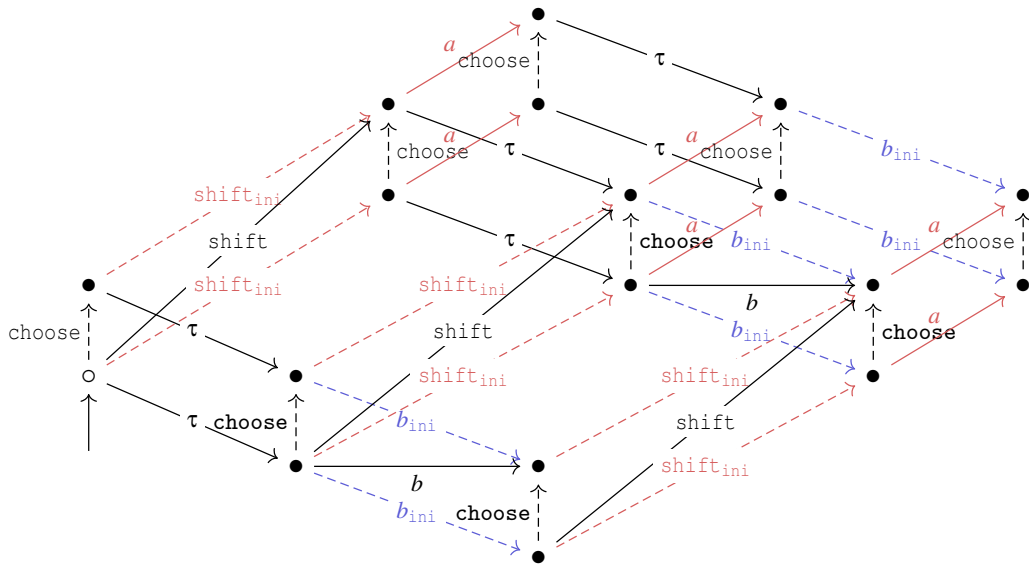 a
choose
τ
a
choose
τ
a
choose
b_ini
shift_ini
τ
shift
τ
a
choose
b_ini
b_ini
a
choose
shift_ini
shift_ini
b
choose
τ
shift
b_ini
a
choose
shift_ini
shift_ini
τ
choose
b_ini
shift
b
shift_ini
b_ini
choose